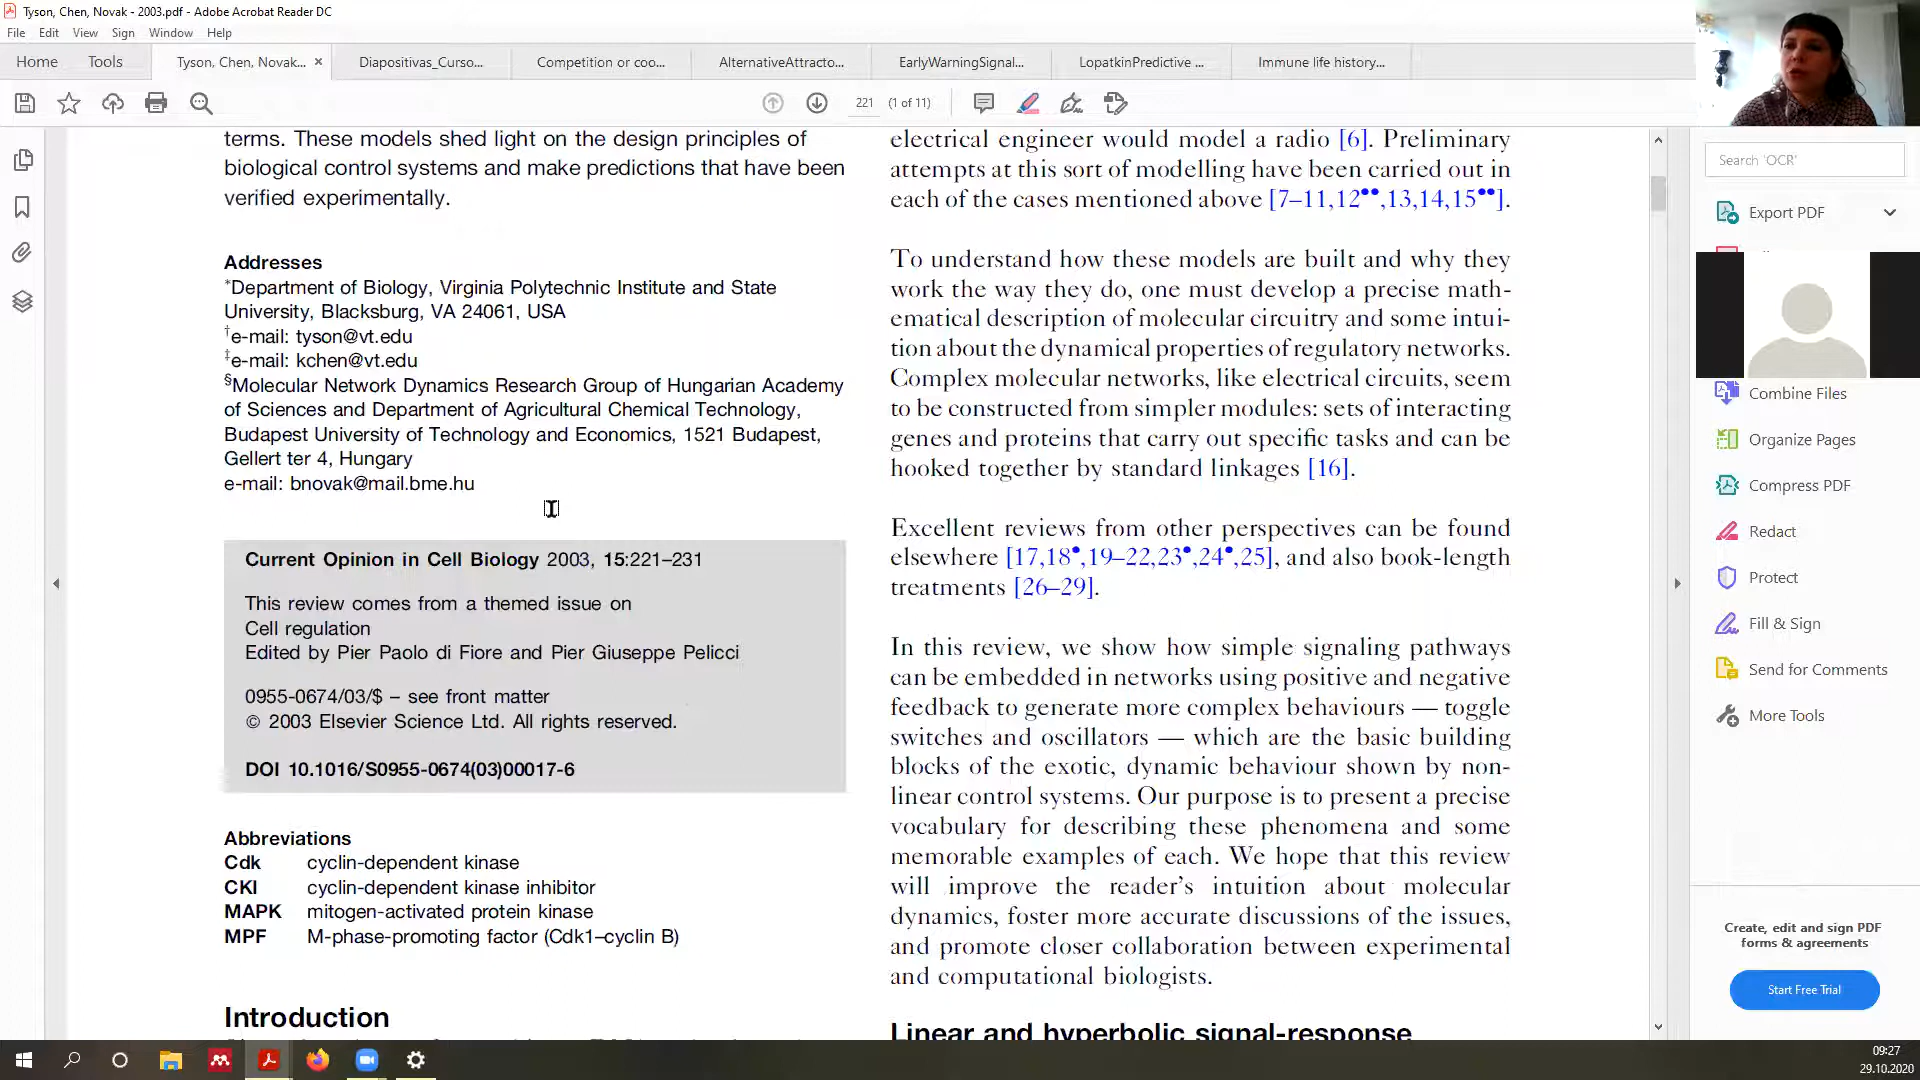 Tyson, Chen, Novak - 2003.pdf - Adobe Acrobat Reader DC
File Edit View Sign Window Help
Home Tools Tyson, Chen, Novak... × Diapositivas_Curso... Competition or coo... AlternativeAttracto... EarlyWarningSignal... LopatkinPredictive ... Immune life history...
221 (1 of 11)
terms. These models shed light on the design principles of
biological control systems and make predictions that have been
verified experimentally.
Addresses
*Department of Biology, Virginia Polytechnic Institute and State
University, Blacksburg, VA 24061, USA
†e-mail: tyson@vt.edu
‡e-mail: kchen@vt.edu
§Molecular Network Dynamics Research Group of Hungarian Academy
of Sciences and Department of Agricultural Chemical Technology,
Budapest University of Technology and Economics, 1521 Budapest,
Gellert ter 4, Hungary
e-mail: bnovak@mail.bme.hu
Current Opinion in Cell Biology 2003, 15:221–231
This review comes from a themed issue on
Cell regulation
Edited by Pier Paolo di Fiore and Pier Giuseppe Pelicci
0955-0674/03/$ – see front matter
© 2003 Elsevier Science Ltd. All rights reserved.
DOI 10.1016/S0955-0674(03)00017-6
Abbreviations
Cdk cyclin-dependent kinase
CKI cyclin-dependent kinase inhibitor
MAPK mitogen-activated protein kinase
MPF M-phase-promoting factor (Cdk1–cyclin B)
Introduction
electrical engineer would model a radio [6]. Preliminary
attempts at this sort of modelling have been carried out in
each of the cases mentioned above [7–11,12••,13,14,15••].
To understand how these models are built and why they
work the way they do, one must develop a precise math-
ematical description of molecular circuitry and some intui-
tion about the dynamical properties of regulatory networks.
Complex molecular networks, like electrical circuits, seem
to be constructed from simpler modules: sets of interacting
genes and proteins that carry out specific tasks and can be
hooked together by standard linkages [16].
Excellent reviews from other perspectives can be found
elsewhere [17,18•,19–22,23•,24•,25], and also book-length
treatments [26–29].
In this review, we show how simple signaling pathways
can be embedded in networks using positive and negative
feedback to generate more complex behaviours — toggle
switches and oscillators — which are the basic building
blocks of the exotic, dynamic behaviour shown by non-
linear control systems. Our purpose is to present a precise
vocabulary for describing these phenomena and some
memorable examples of each. We hope that this review
will improve the reader's intuition about molecular
dynamics, foster more accurate discussions of the issues,
and promote closer collaboration between experimental
and computational biologists.
Linear and hyperbolic signal-response
Search 'OCR'
Export PDF
Combine Files
Organize Pages
Compress PDF
Redact
Protect
Fill & Sign
Send for Comments
More Tools
Create, edit and sign PDF
forms & agreements
Start Free Trial
09:27
29.10.2020